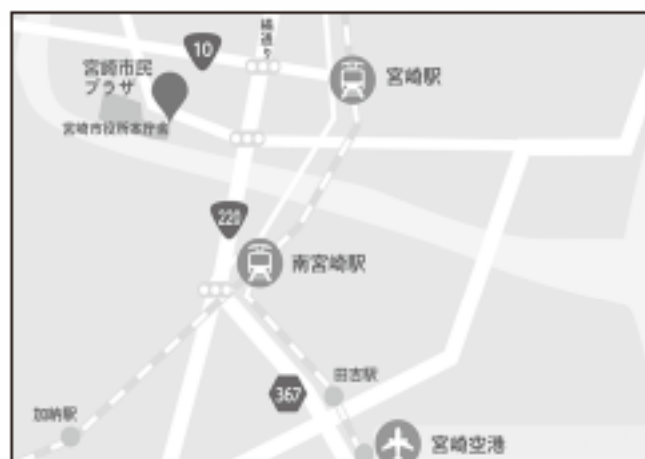 橘通り
10
宮崎駅
宮崎市民
プラザ
宮崎市役所本庁舎
220
南宮崎駅
367
田吉駅
加納駅
宮崎空港